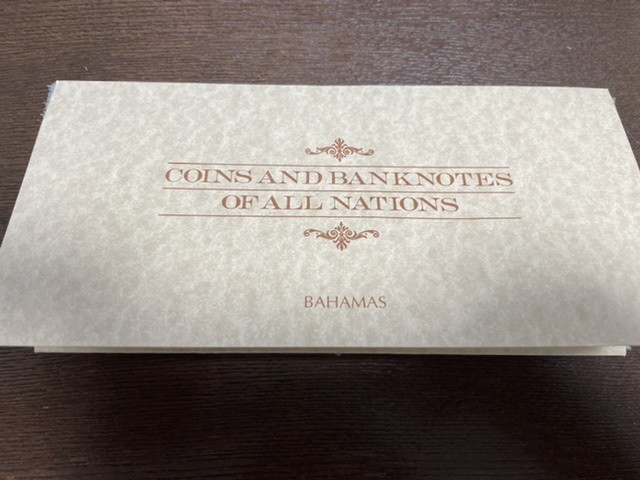 COINS AND BANKNOTES
OF ALL NATIONS
BAHAMAS